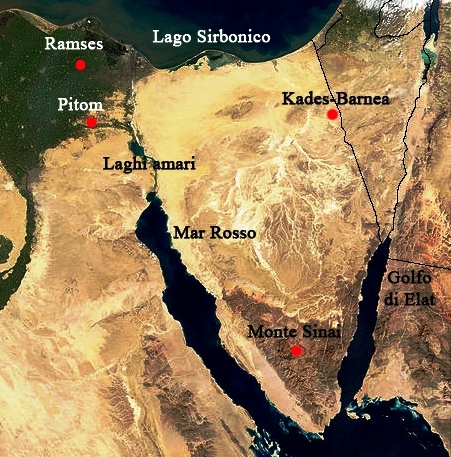 Lago Sirbonico
Ramses
Kades-Barnea
Pitom
Laghi amari
Mar Rosso
Golfo
di Elat
Monte Sinai